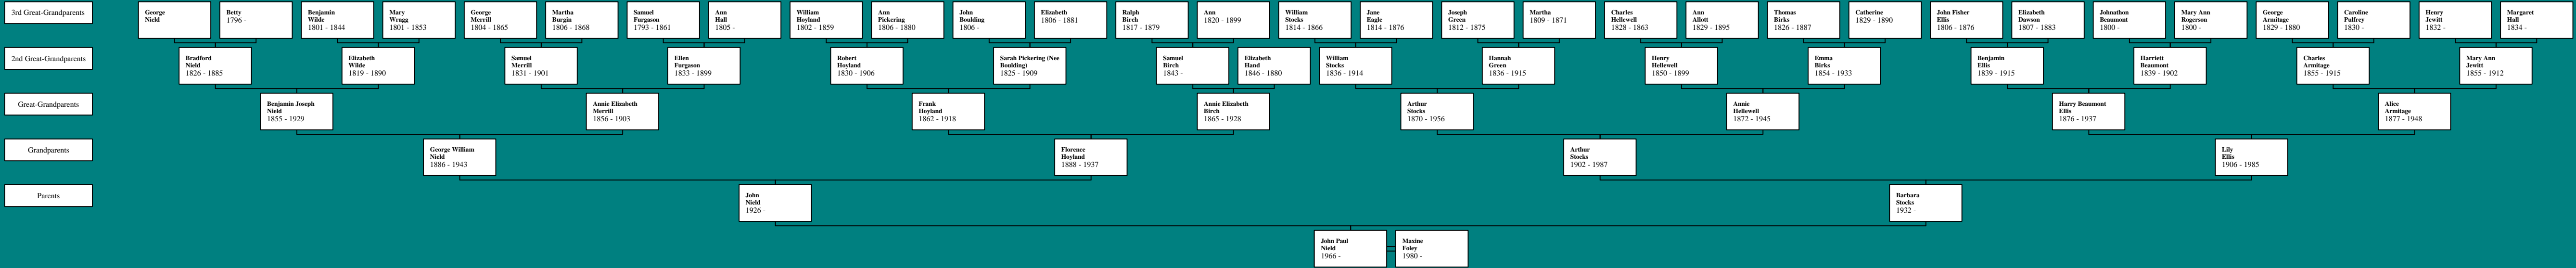 3rd Great-Grandparents
George
Nield
Betty
1796 -
Benjamin
Wilde
1801 - 1844
Mary
Wragg
1801 - 1853
George
Merrill
1804 - 1865
Martha
Burgin
1806 - 1868
Samuel
Furgason
1793 - 1861
Ann
Hall
1805 -
William
Hoyland
1802 - 1859
Ann
Pickering
1806 - 1880
John
Boulding
1806 -
Elizabeth
1806 - 1881
Ralph
Birch
1817 - 1879
Ann
1820 - 1899
William
Stocks
1814 - 1866
Jane
Eagle
1814 - 1876
Joseph
Green
1812 - 1875
Martha
1809 - 1871
Charles
Hellewell
1828 - 1863
Ann
Allott
1829 - 1895
Thomas
Birks
1826 - 1887
Catherine
1829 - 1890
John Fisher
Ellis
1806 - 1876
Elizabeth
Dawson
1807 - 1883
Johnathon
Beaumont
1800 -
Mary Ann
Rogerson
1800 -
George
Armitage
1829 - 1880
Caroline
Pulfrey
1830 -
Henry
Jewitt
1832 -
Margaret
Hall
1834 -
2nd Great-Grandparents
Bradford
Nield
1826 - 1885
Elizabeth
Wilde
1819 - 1890
Samuel
Merrill
1831 - 1901
Ellen
Furgason
1833 - 1899
Robert
Hoyland
1830 - 1906
Sarah Pickering (Nee
Boulding)
1825 - 1909
Samuel
Birch
1843 -
Elizabeth
Hand
1846 - 1880
William
Stocks
1836 - 1914
Hannah
Green
1836 - 1915
Henry
Hellewell
1850 - 1899
Emma
Birks
1854 - 1933
Benjamin
Ellis
1839 - 1915
Harriett
Beaumont
1839 - 1902
Charles
Armitage
1855 - 1915
Mary Ann
Jewitt
1855 - 1912
Great-Grandparents
Benjamin Joseph
Nield
1855 - 1929
Annie Elizabeth
Merrill
1856 - 1903
Frank
Hoyland
1862 - 1918
Annie Elizabeth
Birch
1865 - 1928
Arthur
Stocks
1870 - 1956
Annie
Hellewell
1872 - 1945
Harry Beaumont
Ellis
1876 - 1937
Alice
Armitage
1877 - 1948
Grandparents
George William
Nield
1886 - 1943
Florence
Hoyland
1888 - 1937
Arthur
Stocks
1902 - 1987
Lily
Ellis
1906 - 1985
Parents
John
Nield
1926 -
Barbara
Stocks
1932 -
John Paul
Nield
1966 -
Maxine
Foley
1980 -